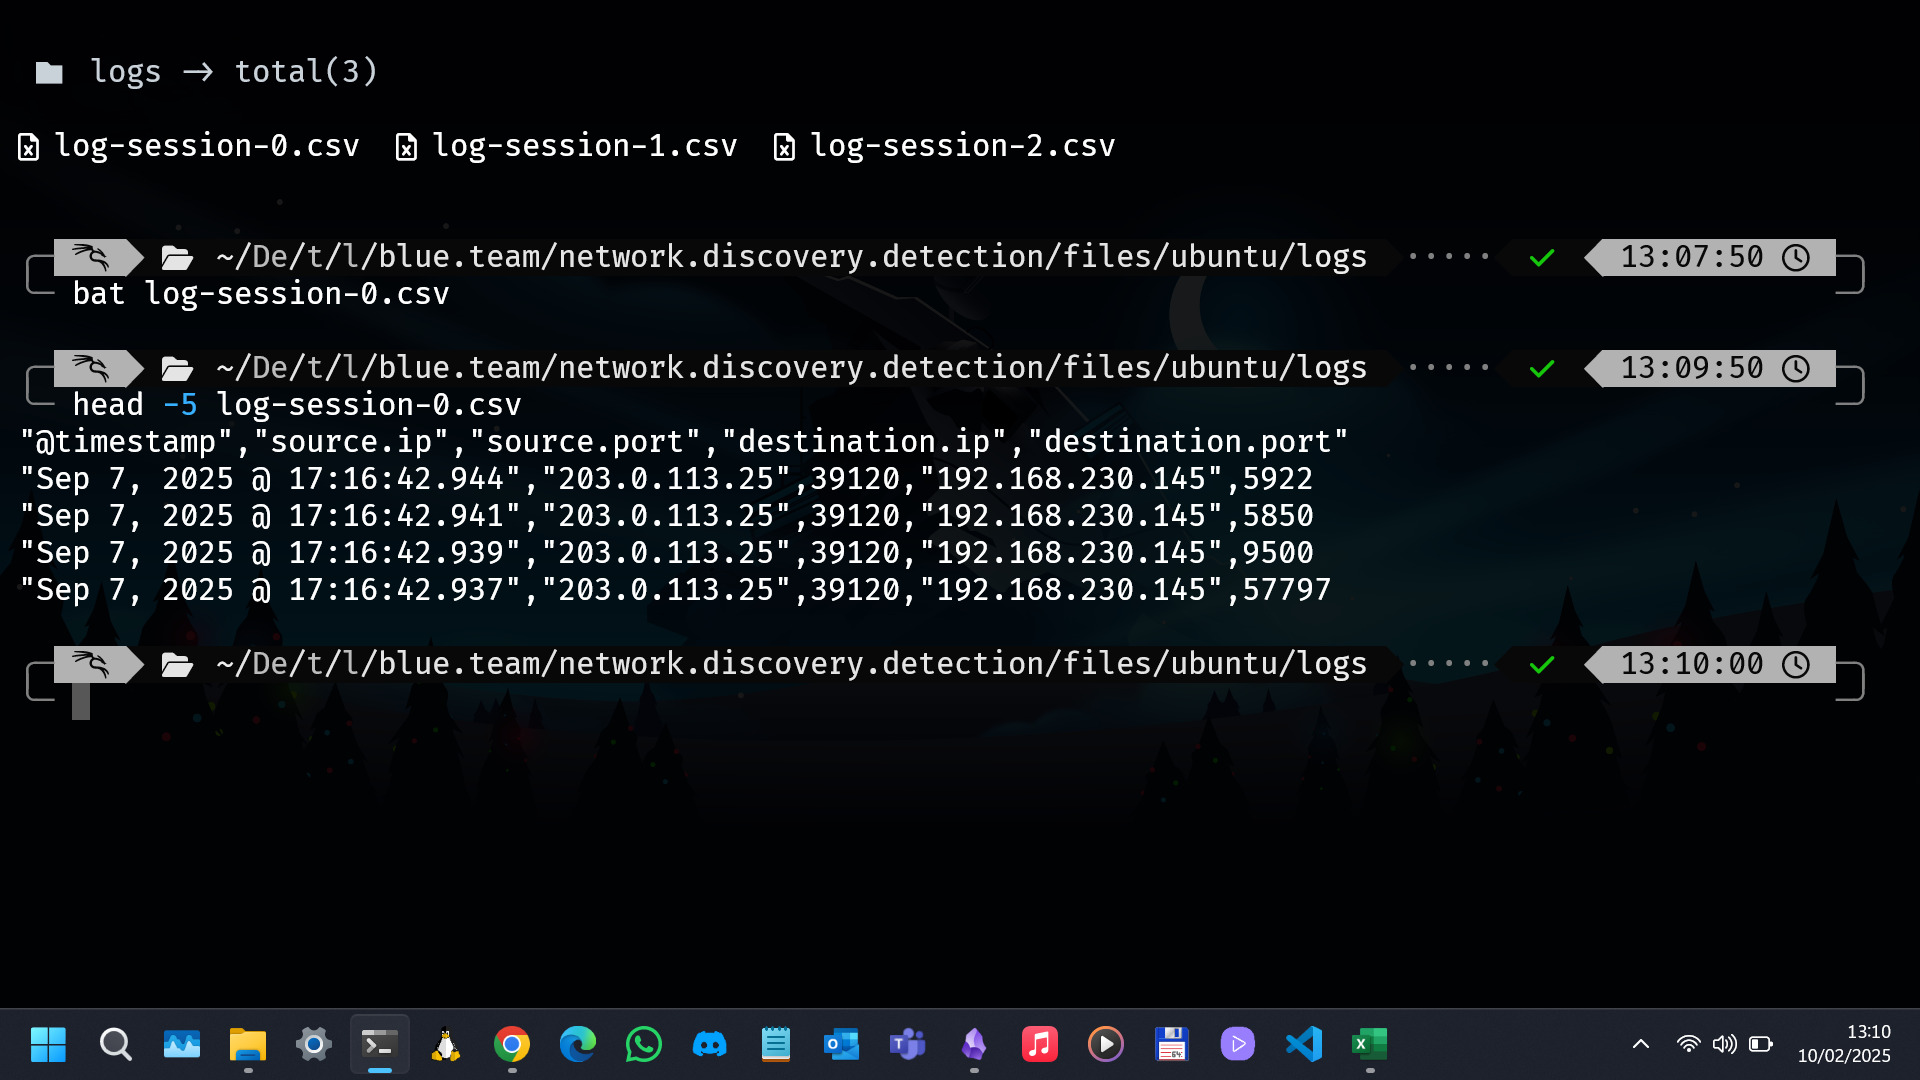 logs → total(3)
log-session-0.csv log-session-1.csv log-session-2.csv
~/De/t/l/blue.team/network.discovery.detection/files/ubuntu/logs ····· ✓ 13:07:50
bat log-session-0.csv
~/De/t/l/blue.team/network.discovery.detection/files/ubuntu/logs ····· ✓ 13:09:50
head -5 log-session-0.csv
"@timestamp","source.ip","source.port","destination.ip","destination.port"
"Sep 7, 2025 @ 17:16:42.944","203.0.113.25",39120,"192.168.230.145",5922
"Sep 7, 2025 @ 17:16:42.941","203.0.113.25",39120,"192.168.230.145",5850
"Sep 7, 2025 @ 17:16:42.939","203.0.113.25",39120,"192.168.230.145",9500
"Sep 7, 2025 @ 17:16:42.937","203.0.113.25",39120,"192.168.230.145",57797
~/De/t/l/blue.team/network.discovery.detection/files/ubuntu/logs ····· ✓ 13:10:00
13:10
10/02/2025